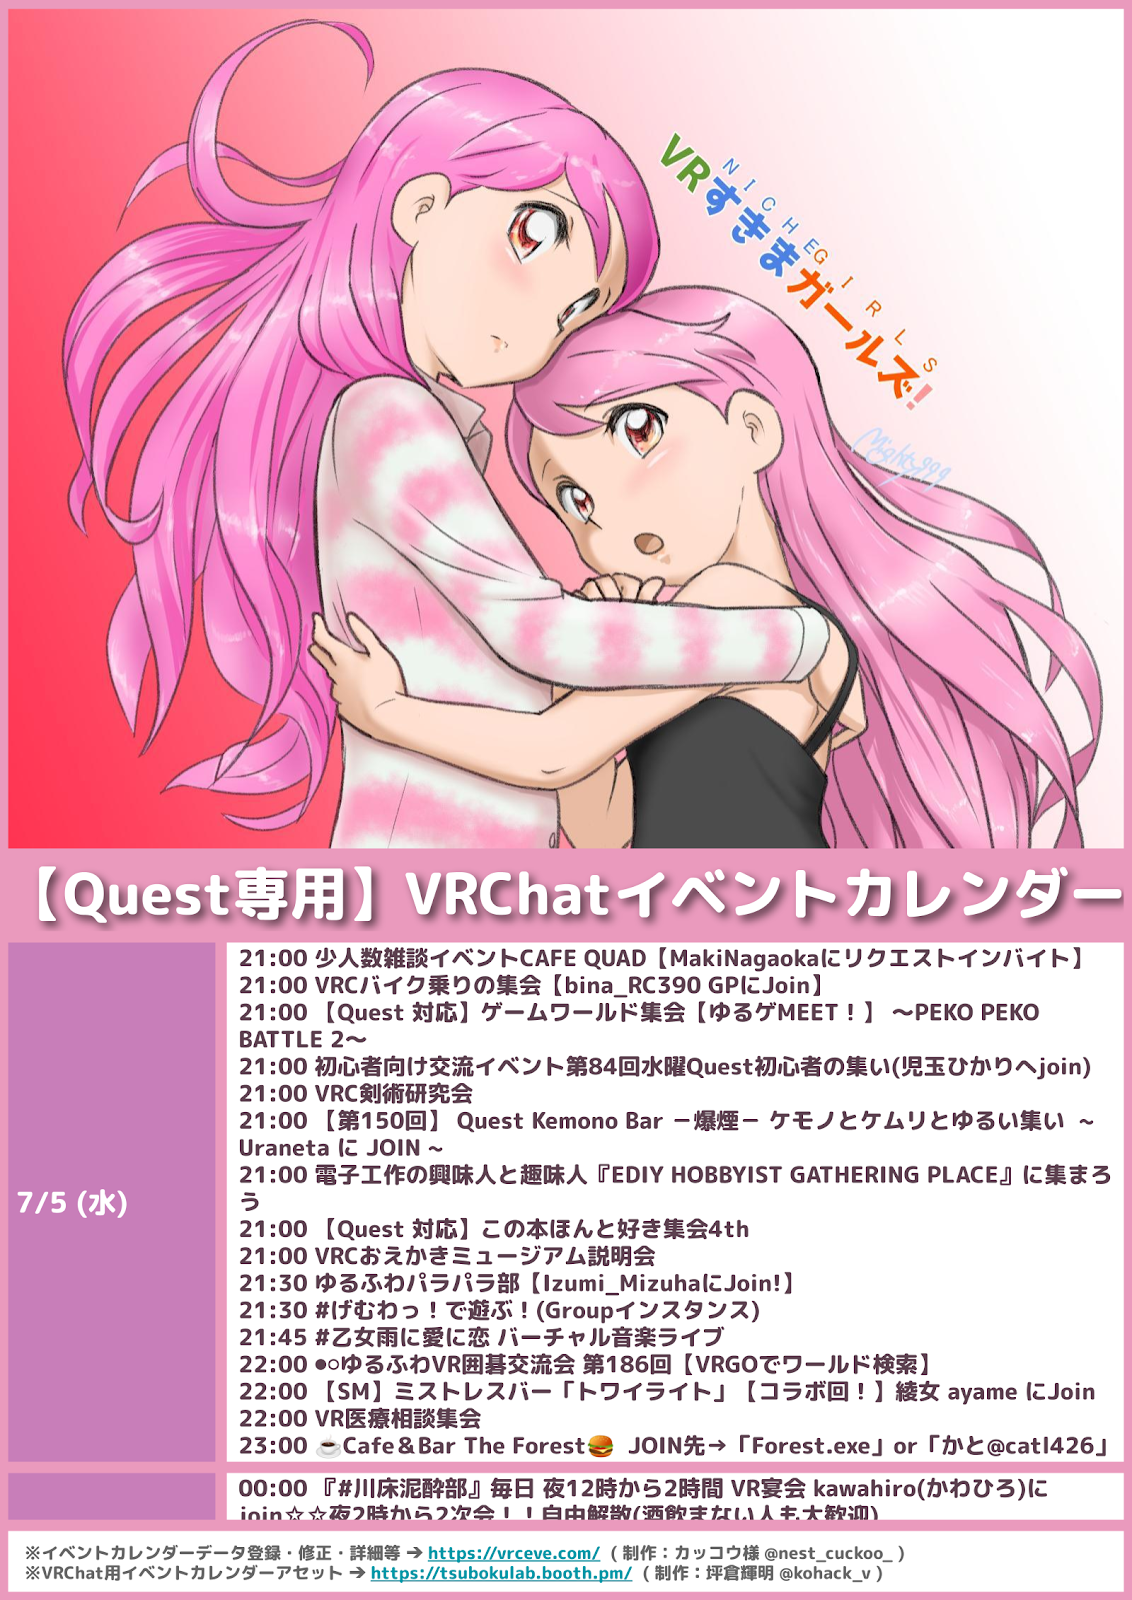 NICHE GIRLS
VRすきまガールズ!
Mighty999
【Quest専用】VRChatイベントカレンダー
7/5 (水)
21:00 少人数雑談イベントCAFE QUAD【MakiNagaokaにリクエストインバイト】
21:00 VRCバイク乗りの集会【bina_RC390 GPにJoin】
21:00 【Quest 対応】ゲームワールド集会【ゆるゲMEET！】 〜PEKO PEKO
BATTLE 2〜
21:00 初心者向け交流イベント第84回水曜Quest初心者の集い(児玉ひかりへjoin)
21:00 VRC剣術研究会
21:00 【第150回】 Quest Kemono Bar －爆煙－ ケモノとケムリとゆるい集い ~
Uraneta に JOIN ~
21:00 電子工作の興味人と趣味人『EDIY HOBBYIST GATHERING PLACE』に集まろ
う
21:00 【Quest 対応】この本ほんと好き集会4th
21:00 VRCおえかきミュージアム説明会
21:30 ゆるふわパラパラ部【Izumi_MizuhaにJoin!】
21:30 #げむわっ！で遊ぶ！(Groupインスタンス)
21:45 #乙女雨に愛に恋 バーチャル音楽ライブ
22:00 ●○ゆるふわVR囲碁交流会 第186回【VRGOでワールド検索】
22:00 【SM】ミストレスバー「トワイライト」【コラボ回！】綾女 ayame にJoin
22:00 VR医療相談集会
23:00 ☕Cafe＆Bar The Forest🍔 JOIN先→「Forest.exe」or「かと@catl426」
00:00 『#川床泥酔部』毎日 夜12時から2時間 VR宴会 kawahiro(かわひろ)に
join☆☆夜2時から2次会！！自由解散(酒飲まない人も大歓迎)
※イベントカレンダーデータ登録・修正・詳細等 ➔ https://vrceve.com/ ( 制作：カッコウ様 @nest_cuckoo_ )
※VRChat用イベントカレンダーアセット ➔ https://tsubokulab.booth.pm/ ( 制作：坪倉輝明 @kohack_v )